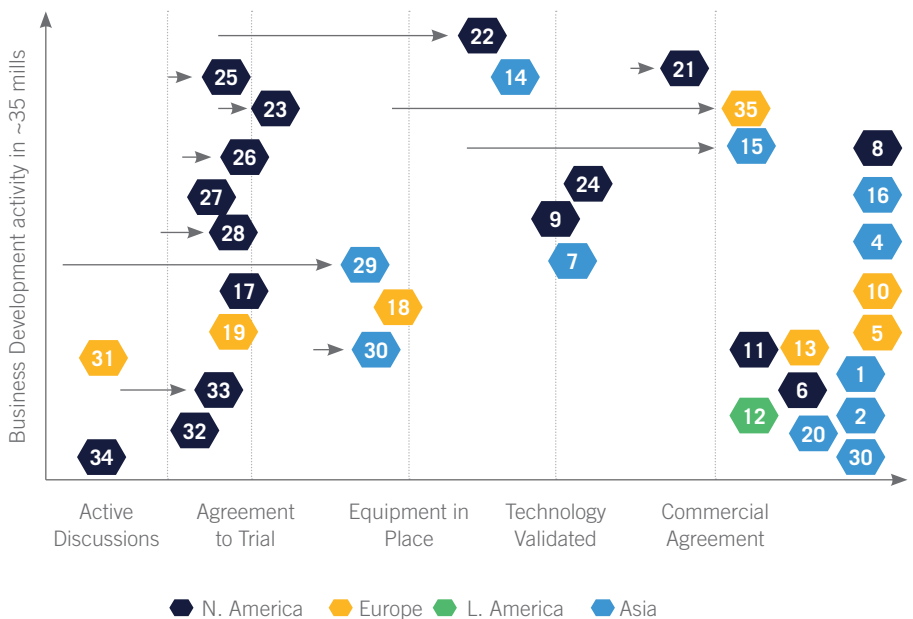 Business Development activity in ~35 mills
22
14
21
25
23
35
26
15
8
27
24
16
28
9
4
29
7
17
10
18
19
5
31
30
11
13
1
33
6
12
2
32
20
34
30
Active
Discussions
Agreement
to Trial
Equipment in
Place
Technology
Validated
Commercial
Agreement
N. America
Europe
L. America
Asia